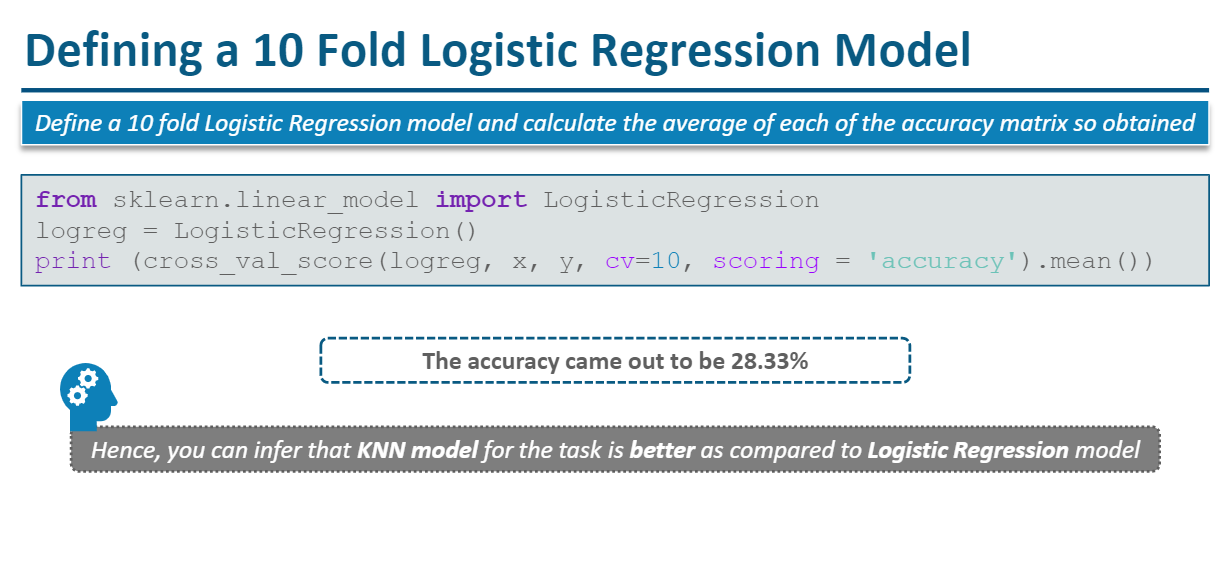 Defining a 10 Fold Logistic Regression Model
Define a 10 fold Logistic Regression model and calculate the average of each of the accuracy matrix so obtained
from sklearn.linear_model import LogisticRegression
logreg = LogisticRegression()
print (cross_val_score(logreg, x, y, cv=10, scoring = 'accuracy').mean())
The accuracy came out to be 28.33%
Hence, you can infer that KNN model for the task is better as compared to Logistic Regression model